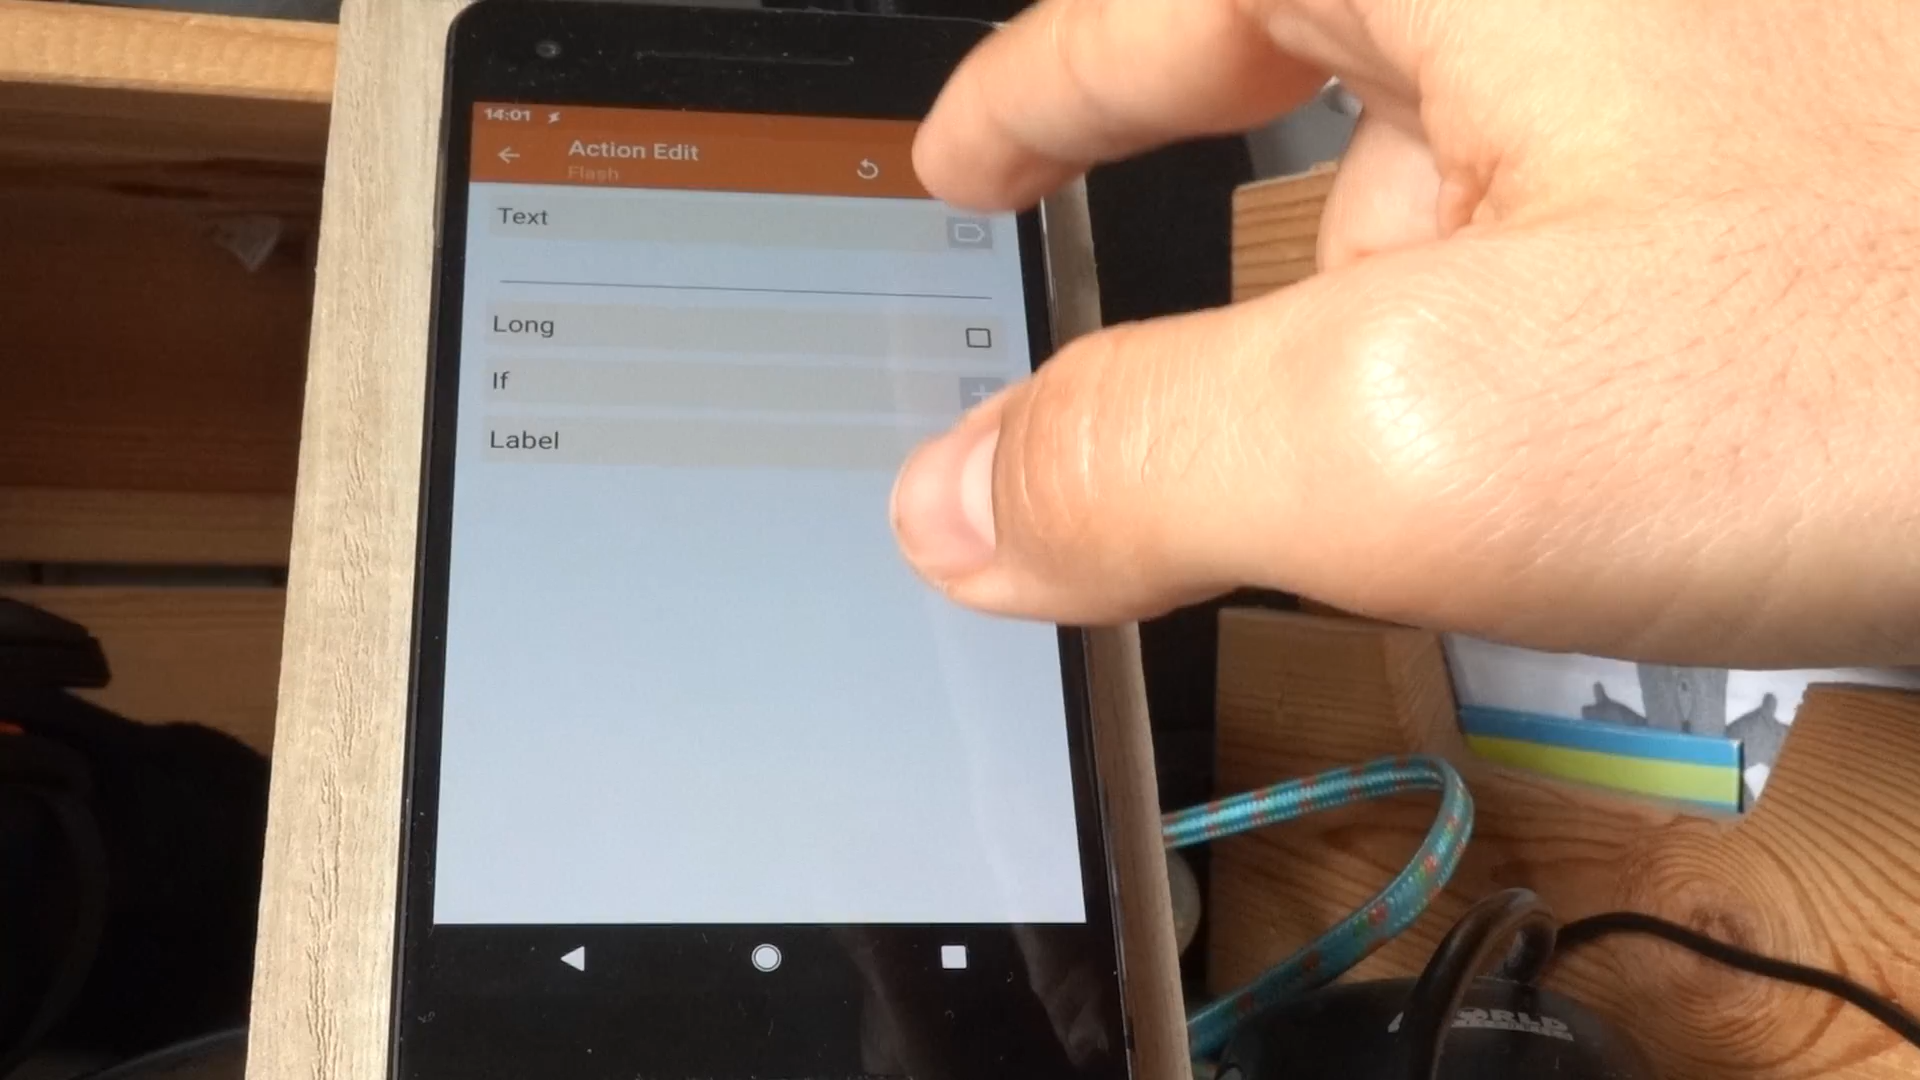 14:01
Action Edit
Flash
Text
Long
If
Label